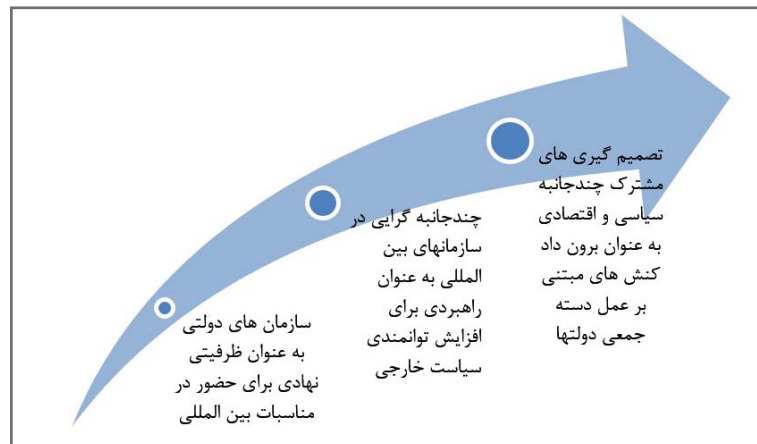 تصمیم گیری های
مشترک چندجانبه
سیاسی و اقتصادی
به عنوان برون داد
کنش های مبتنی
بر عمل دسته
جمعی دولتها
چندجانبه گرایی در
سازمانهای بین
المللی به عنوان
راهبردی برای
افزایش توانمندی
سیاست خارجی
سازمان های دولتی
به عنوان ظرفیتی
نهادی برای حضور در
مناسبات بین المللی